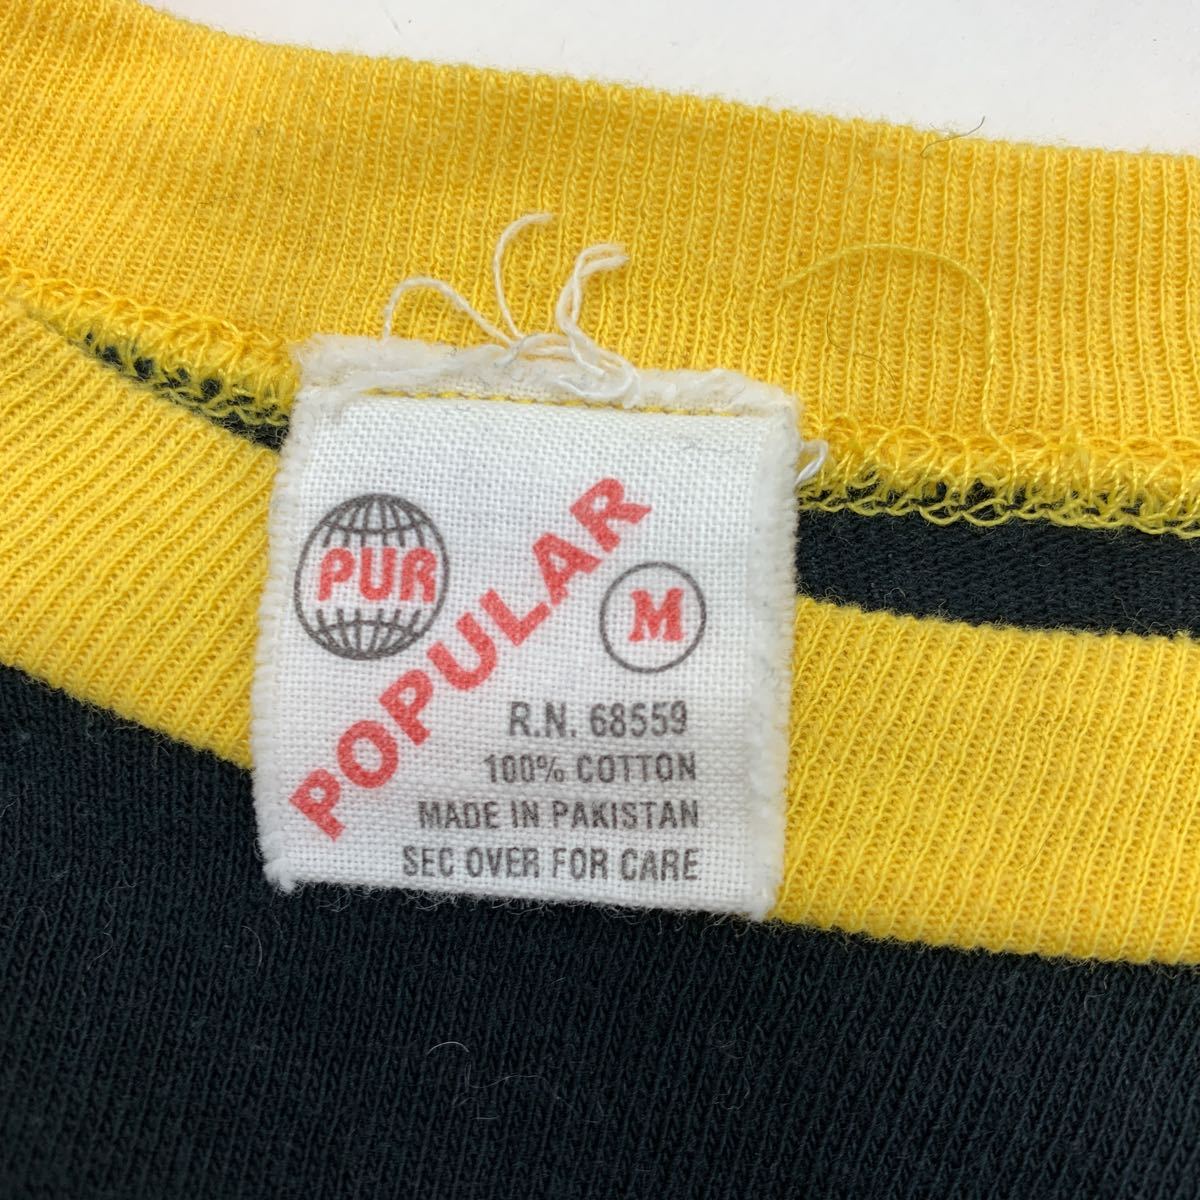 PUR
POPULAR
M
R.N. 68559
100% COTTON
MADE IN PAKISTAN
SEC OVER FOR CARE